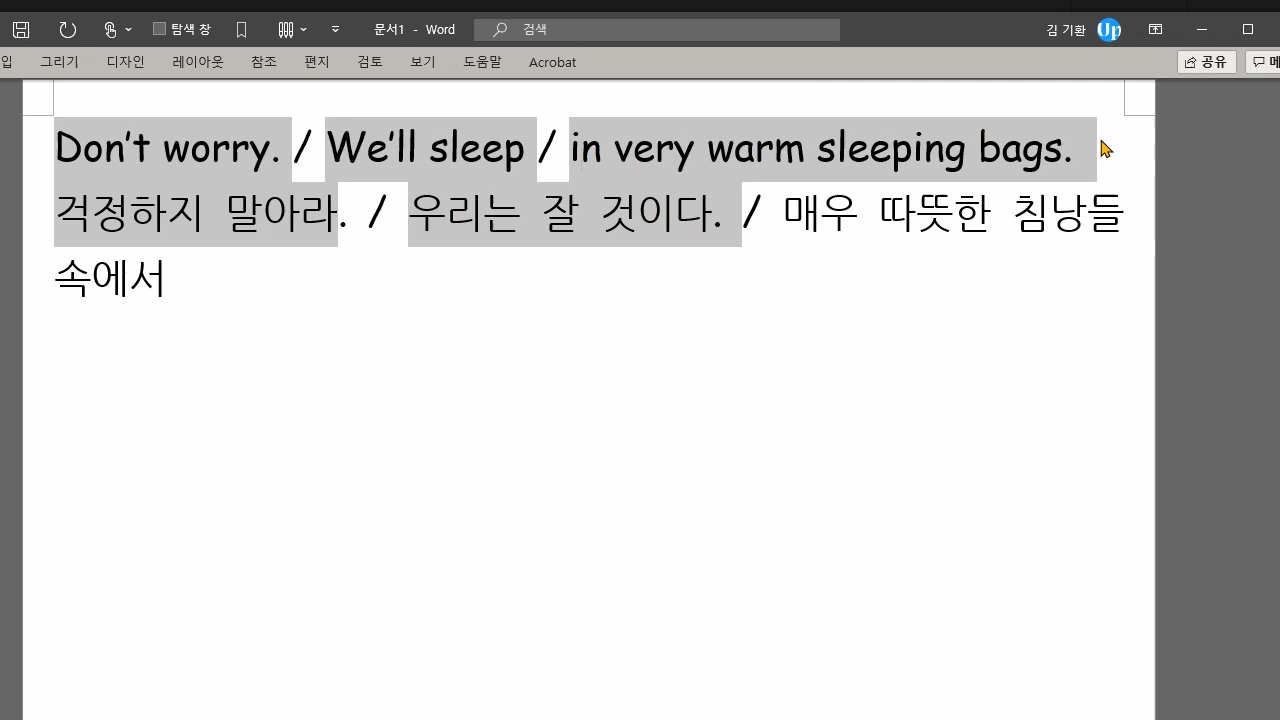 탐색 창 문서1 - Word 검색 김 기환 Up
입 그리기 디자인 레이아웃 참조 편지 검토 보기 도움말 Acrobat 공유 메
Don't worry. / We'll sleep / in very warm sleeping bags.
걱정하지 말아라. / 우리는 잘 것이다. / 매우 따뜻한 침낭들
속에서